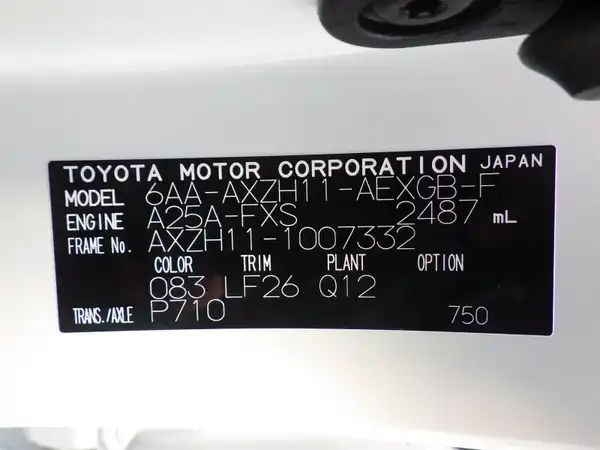 TOYOTA MOTOR CORPORATION JAPAN
MODEL 6AA-AXZH11-AEXGB-F
ENGINE A25A-FXS 2487 mL
FRAME No. AXZH11-1007332
COLOR TRIM PLANT OPTION
083 LF26 Q12
TRANS./AXLE P710 750